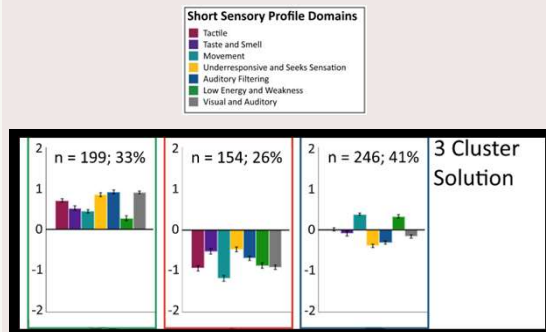 Short Sensory Profile Domains
Tactile
Taste and Smell
Movement
Underresponsive and Seeks Sensation
Auditory Filtering
Low Energy and Weakness
Visual and Auditory
2
1
0
-1
-2
n = 199; 33%
2
1
0
-1
-2
n = 154; 26%
2
1
0
-1
-2
n = 246; 41%
3 Cluster
Solution